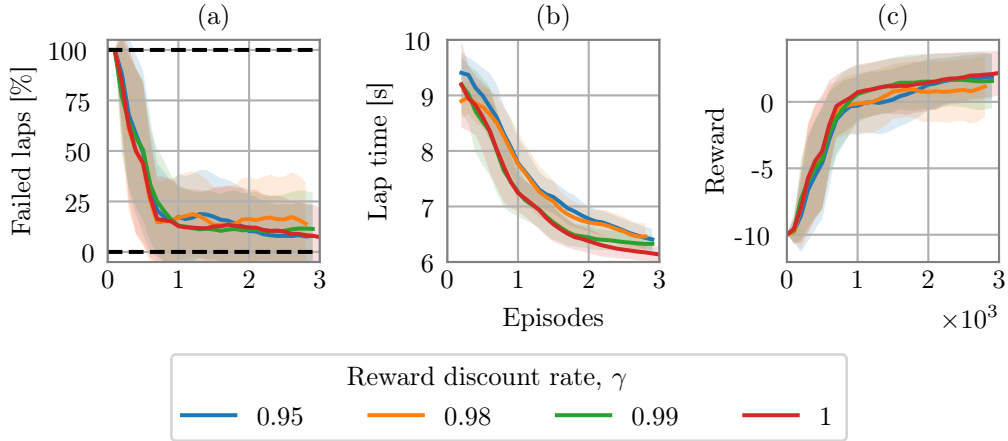 (a)
(b)
(c)
Failed laps [%]
100
75
50
25
0
0 1 2 3
Lap time [s]
10
9
8
7
6
0 1 2 3
Episodes
Reward
0
-5
-10
0 1 2 3
×10³
Reward discount rate, γ
0.95 0.98 0.99 1